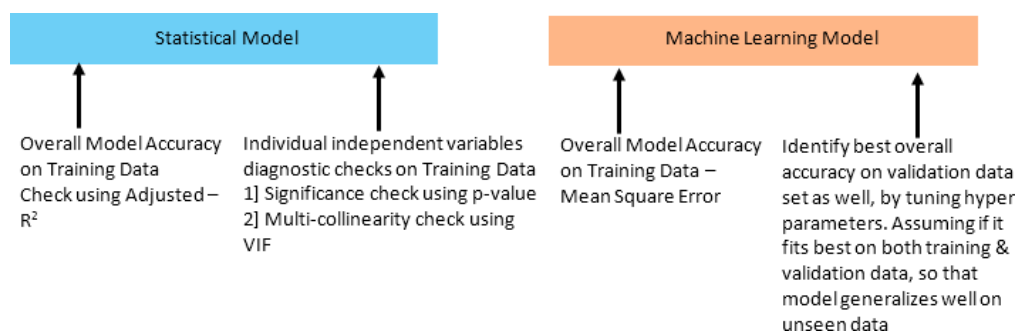 Statistical Model
Machine Learning Model
Overall Model Accuracy
on Training Data
Check using Adjusted –
R²
Individual independent variables
diagnostic checks on Training Data
1] Significance check using p-value
2] Multi-collinearity check using
VIF
Overall Model Accuracy
on Training Data –
Mean Square Error
Identify best overall
accuracy on validation data
set as well, by tuning hyper
parameters. Assuming if it
fits best on both training &
validation data, so that
model generalizes well on
unseen data